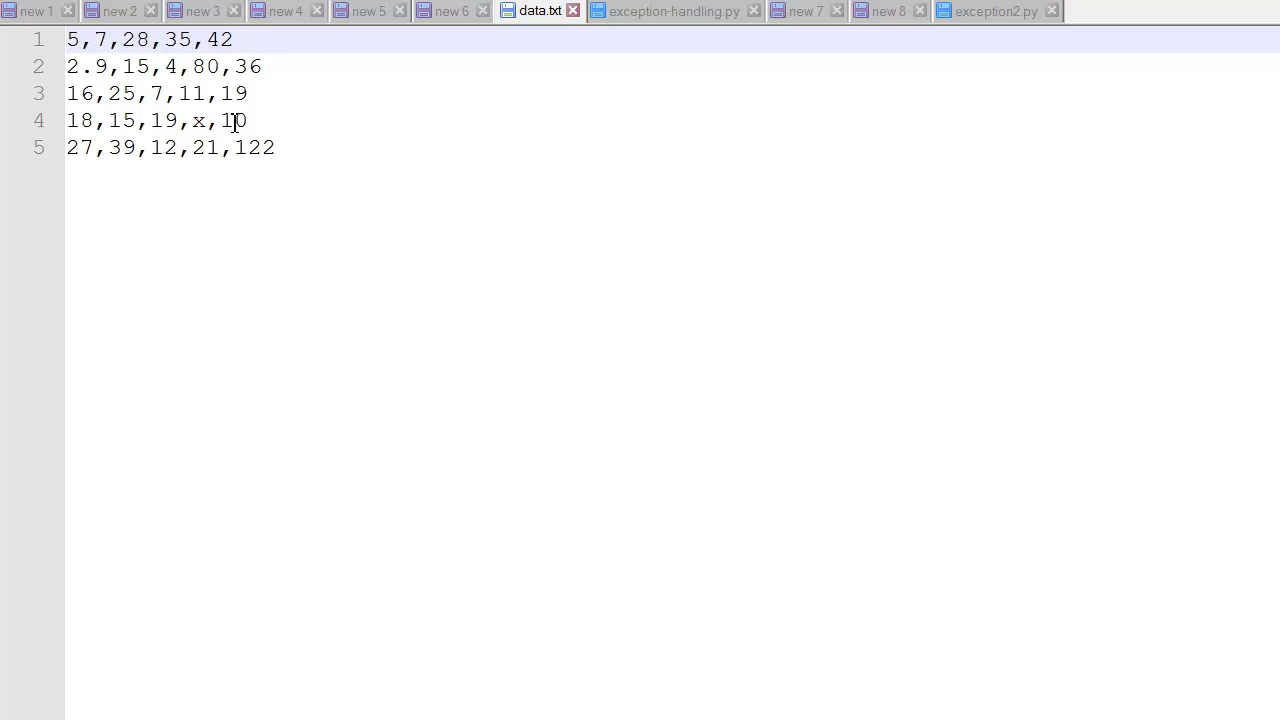 new 1 new 2 new 3 new 4 new 5 new 6 data.txt exception-handling.py new 7 new 8 exception2.py
1 5,7,28,35,42
2 2.9,15,4,80,36
3 16,25,7,11,19
4 18,15,19,x,10
5 27,39,12,21,122